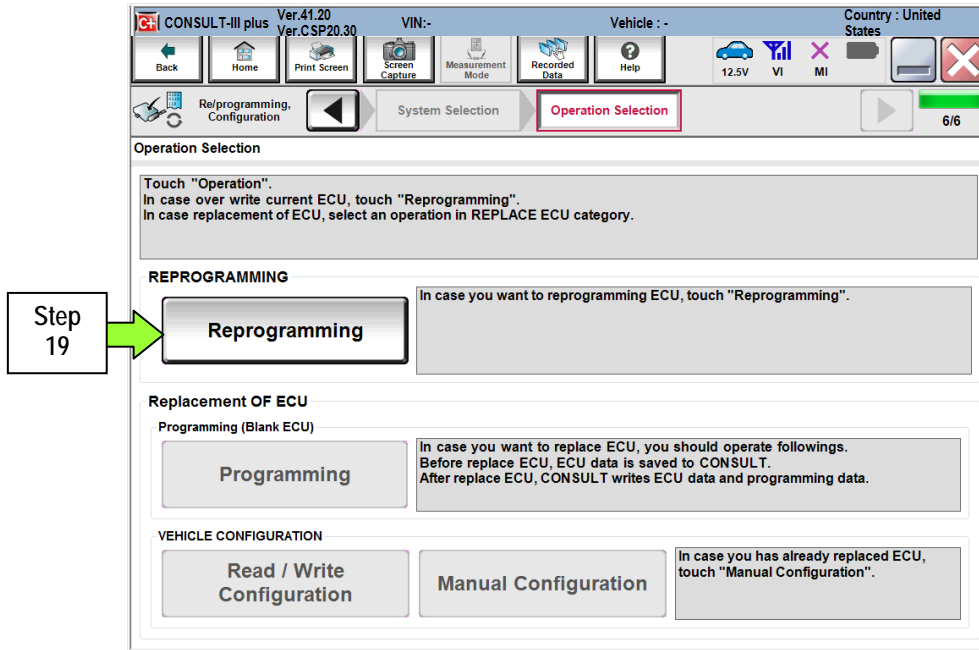 CONSULT-III plus Ver.41.20 VIN:- Vehicle : - Country : United
Ver.CSP20.30 States
Back
Home
Print Screen
Screen
Capture
Measurement
Mode
Recorded
Data
Help
12.5V
VI
MI
Re/programming,
Configuration
System Selection
Operation Selection
6/6
Operation Selection
Touch "Operation".
In case over write current ECU, touch "Reprogramming".
In case replacement of ECU, select an operation in REPLACE ECU category.
REPROGRAMMING
Step
19
Reprogramming
In case you want to reprogramming ECU, touch "Reprogramming".
Replacement OF ECU
Programming (Blank ECU)
Programming
In case you want to replace ECU, you should operate followings.
Before replace ECU, ECU data is saved to CONSULT.
After replace ECU, CONSULT writes ECU data and programming data.
VEHICLE CONFIGURATION
Read / Write
Configuration
Manual Configuration
In case you has already replaced ECU,
touch "Manual Configuration".